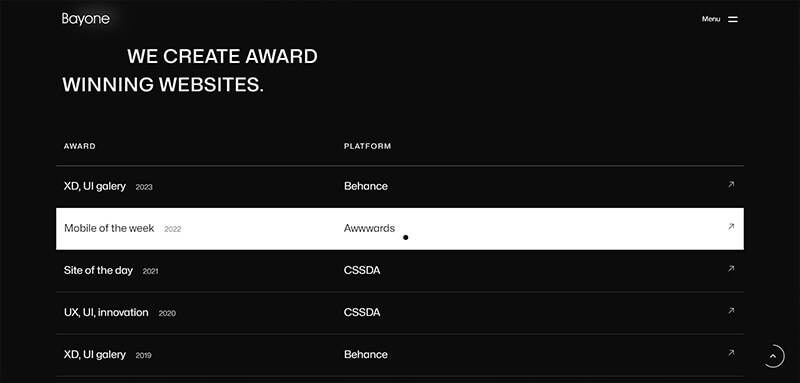 Bayone
Menu
WE CREATE AWARD
WINNING WEBSITES.
AWARD PLATFORM
XD, UI galery 2023 Behance
Mobile of the week 2022 Awwwards
Site of the day 2021 CSSDA
UX, UI, innovation 2020 CSSDA
XD, UI galery 2019 Behance